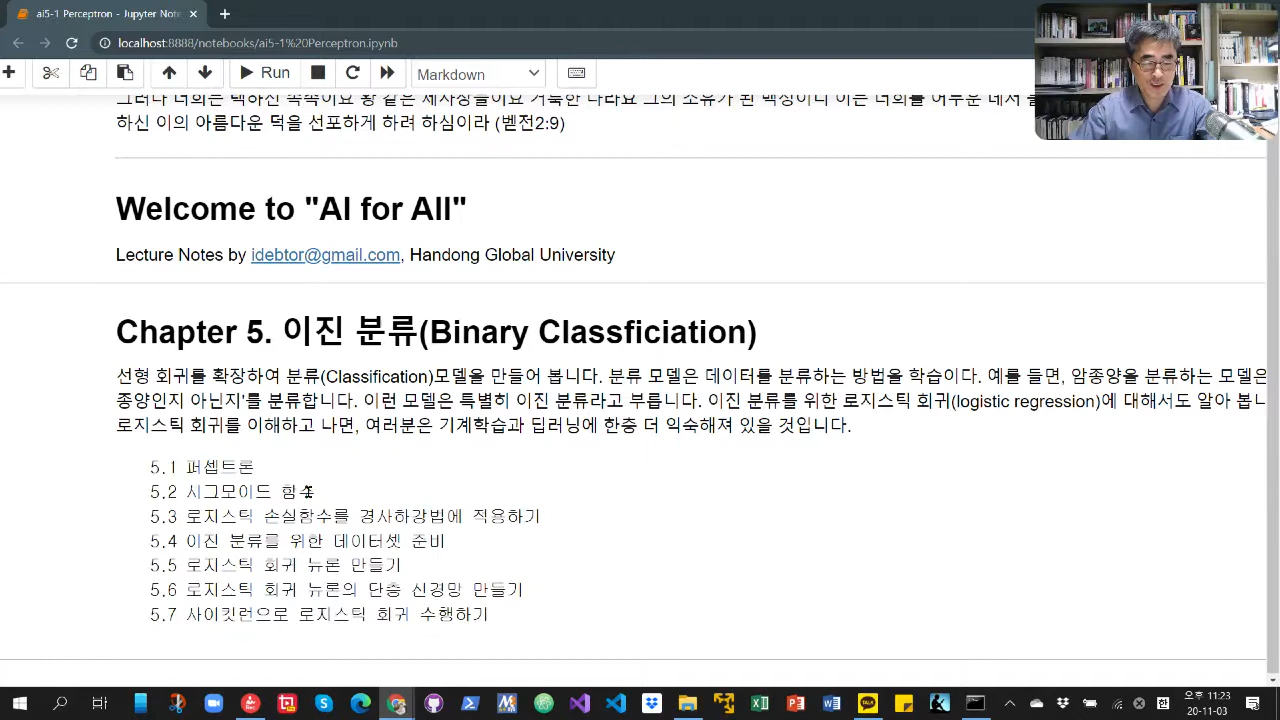 ai5-1 Perceptron - Jupyter Note
localhost:8888/notebooks/ai5-1%20Perceptron.ipynb
Run
Markdown
하신 이의 아름다운 덕을 선포하게 하려 하심이라 (벧전2:9)
Welcome to "AI for All"
Lecture Notes by idebtor@gmail.com, Handong Global University
Chapter 5. 이진 분류(Binary Classficiation)
선형 회귀를 확장하여 분류(Classification)모델을 만들어 봅니다. 분류 모델은 데이터를 분류하는 방법을 학습이다. 예를 들면, 암종양을 분류하는 모델은
종양인지 아닌지'를 분류합니다. 이런 모델은 특별히 이진 분류라고 부릅니다. 이진 분류를 위한 로지스틱 회귀(logistic regression)에 대해서도 알아 봅니
로지스틱 회귀를 이해하고 나면, 여러분은 기계학습과 딥러닝에 한층 더 익숙해져 있을 것입니다.
5.1 퍼셉트론
5.2 시그모이드 함수
5.3 로지스틱 손실함수를 경사하강법에 적용하기
5.4 이진 분류를 위한 데이터셋 준비
5.5 로지스틱 회귀 뉴론 만들기
5.6 로지스틱 회귀 뉴론의 단층 신경망 만들기
5.7 사이킷런으로 로지스틱 회귀 수행하기
오후 11:23
20-11-03